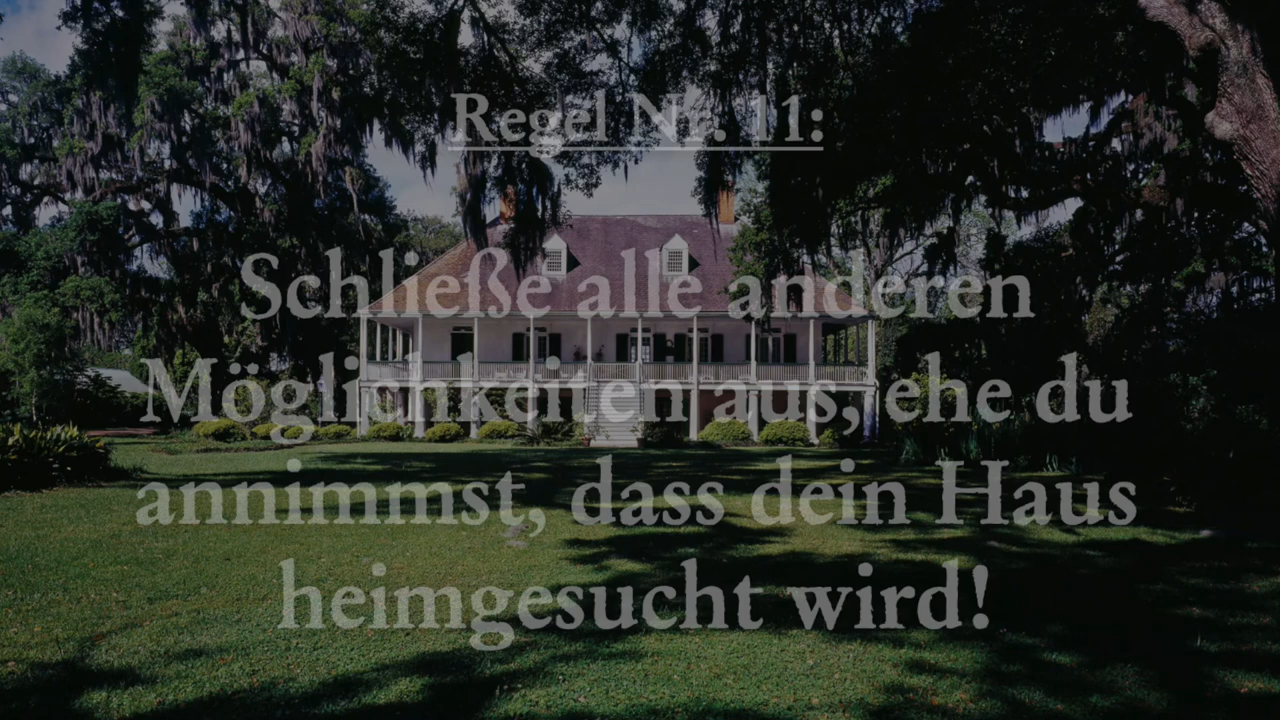 Regel Nr. 11:
Schließe alle anderen
Möglichkeiten aus, ehe du
annimmst, dass dein Haus
heimgesucht wird!